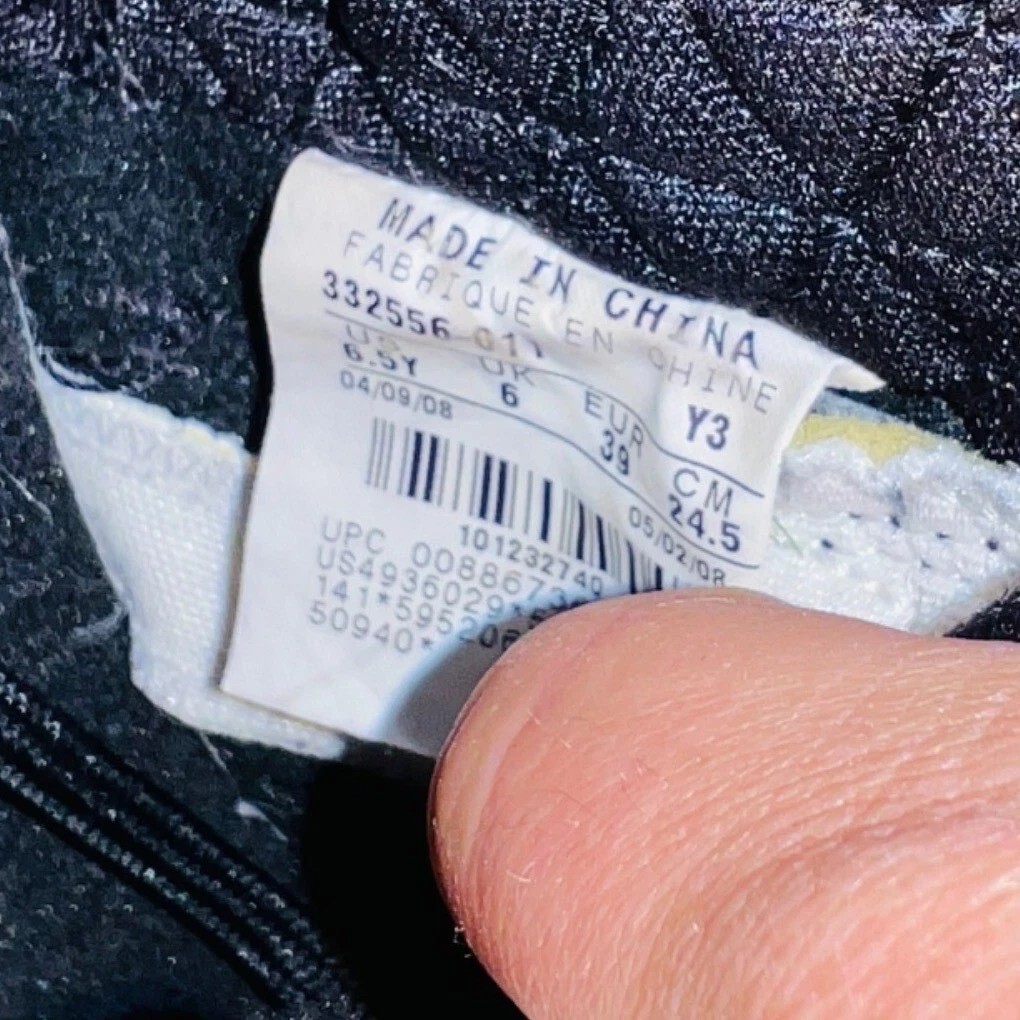 MADE IN CHINA
FABRIQUE EN CHINE
332556 011 Y3
US UK EUR CM
6.5Y 6 39 24.5
04/09/08 05/02/08
101232740
UPC 0088673
US4936029*
141*595206
50940*